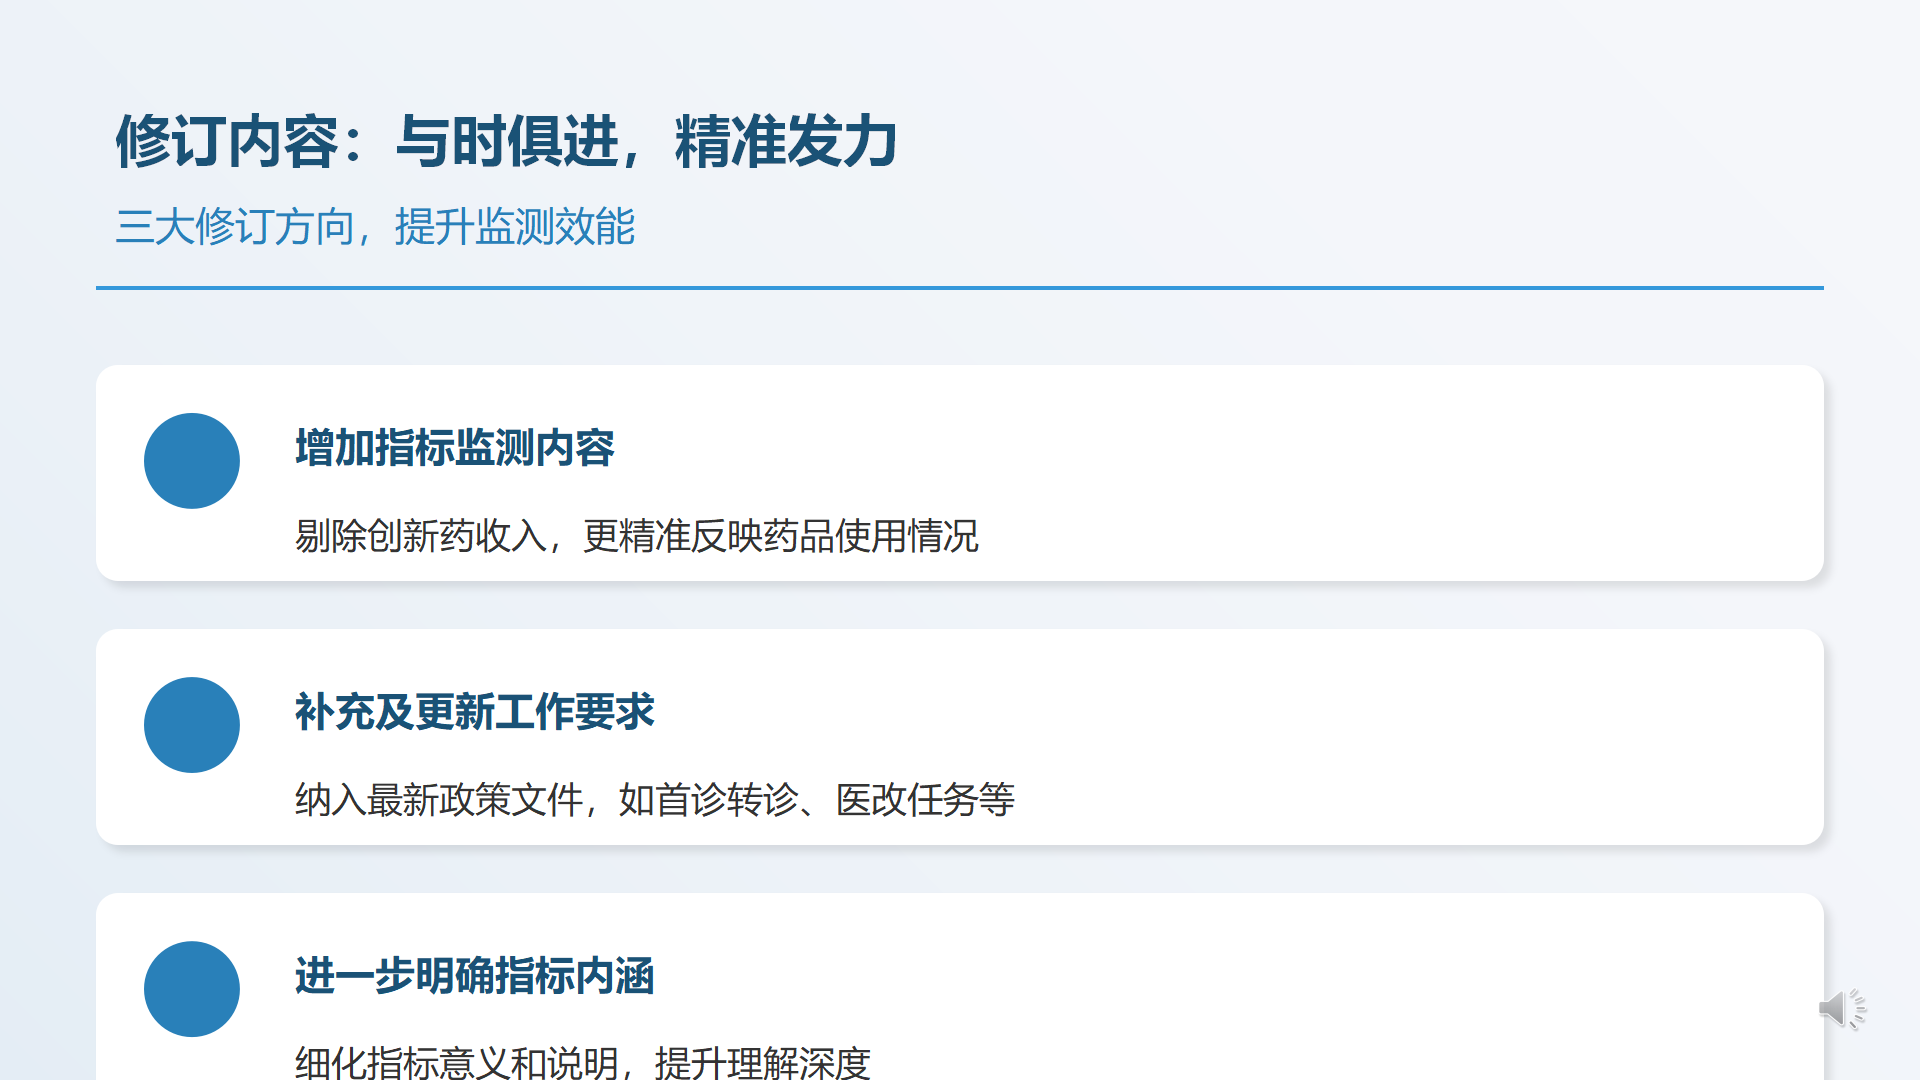 修订内容：与时俱进，精准发力
三大修订方向，提升监测效能
增加指标监测内容
剔除创新药收入，更精准反映药品使用情况
补充及更新工作要求
纳入最新政策文件，如首诊转诊、医改任务等
进一步明确指标内涵
细化指标意义和说明，提升理解深度